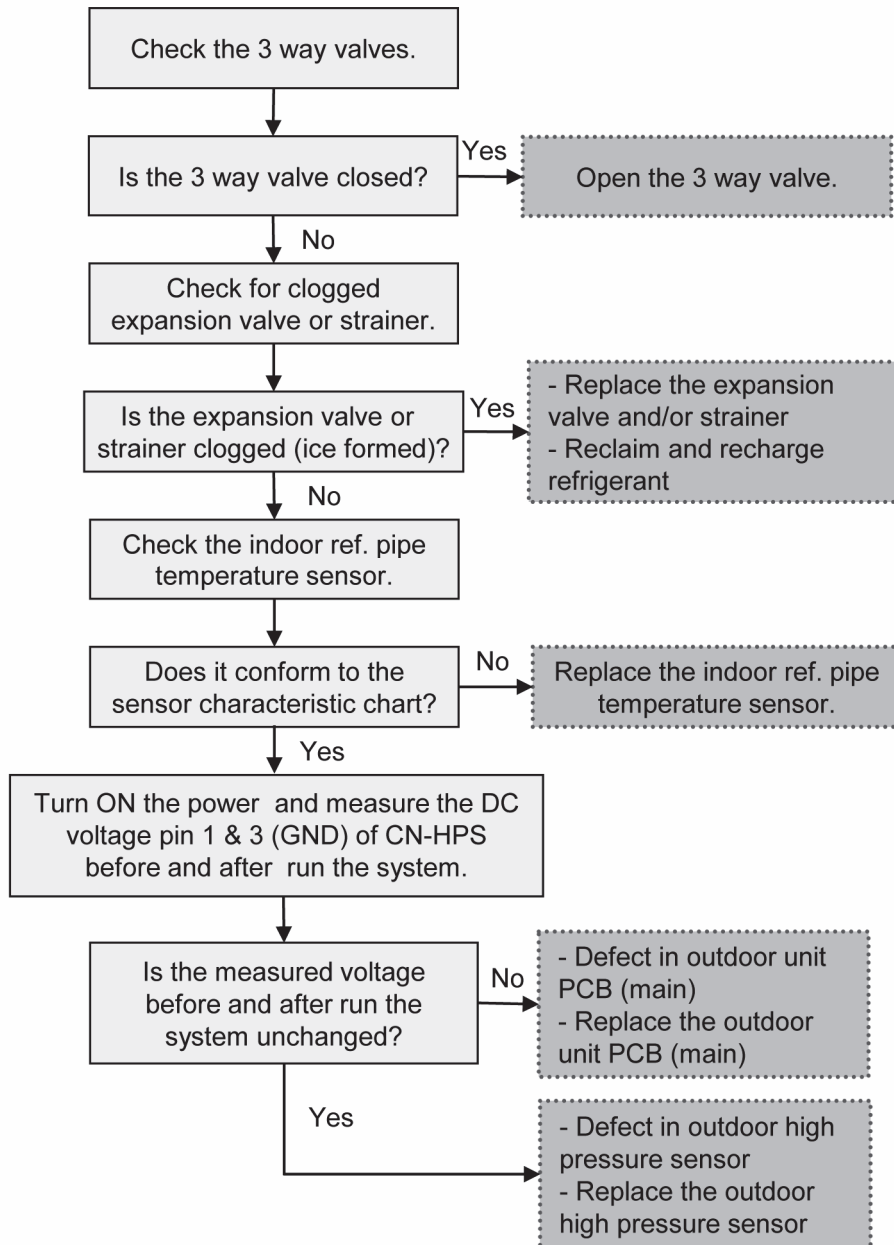 Check the 3 way valves.
Is the 3 way valve closed?
Yes
Open the 3 way valve.
No
Check for clogged
expansion valve or strainer.
Is the expansion valve or
strainer clogged (ice formed)?
Yes
- Replace the expansion
valve and/or strainer
- Reclaim and recharge
refrigerant
No
Check the indoor ref. pipe
temperature sensor.
Does it conform to the
sensor characteristic chart?
No
Replace the indoor ref. pipe
temperature sensor.
Yes
Turn ON the power and measure the DC
voltage pin 1 & 3 (GND) of CN-HPS
before and after run the system.
Is the measured voltage
before and after run the
system unchanged?
No
- Defect in outdoor unit
PCB (main)
- Replace the outdoor
unit PCB (main)
Yes
- Defect in outdoor high
pressure sensor
- Replace the outdoor
high pressure sensor